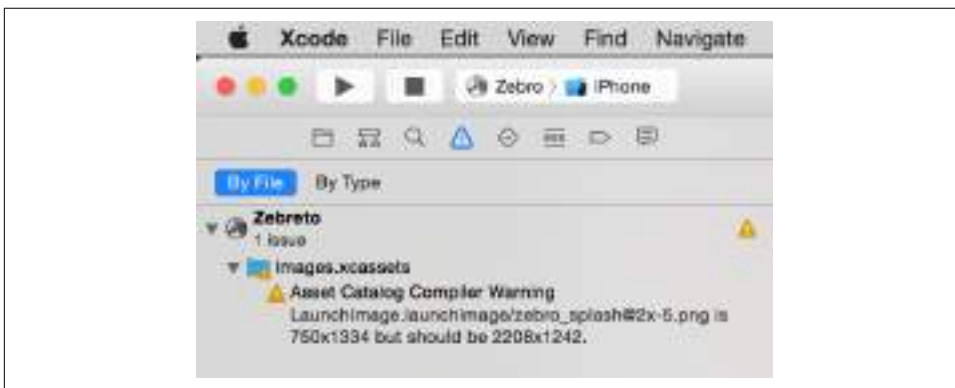 Xcode File Edit View Find Navigate
Zebro › iPhone
By File By Type
Zebreto
1 issue
Images.xcassets
Asset Catalog Compiler Warning
LaunchImage.launchimage/zebro_splash@2x-5.png is
750x1334 but should be 2208x1242.